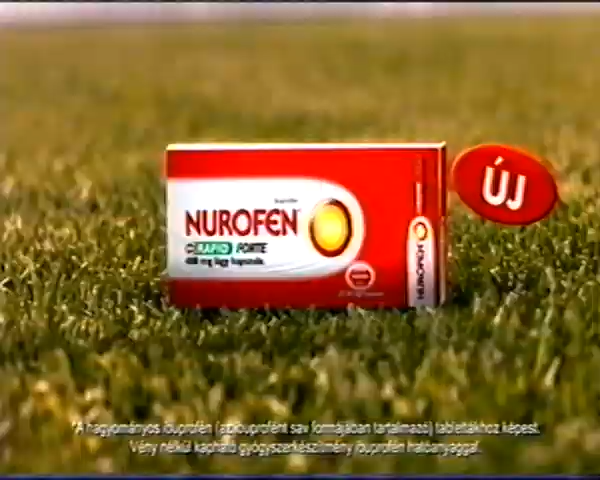 ÚJ
NUROFEN
RAPID FORTE
400 mg lágy kapszula
NUROFEN
*A hagyományos ibuprofén (az ibuprofént sav formájában tartalmazó) tablettákhoz képest.
Vény nélkül kapható gyógyszerkészítmény ibuprofén hatóanyaggal.